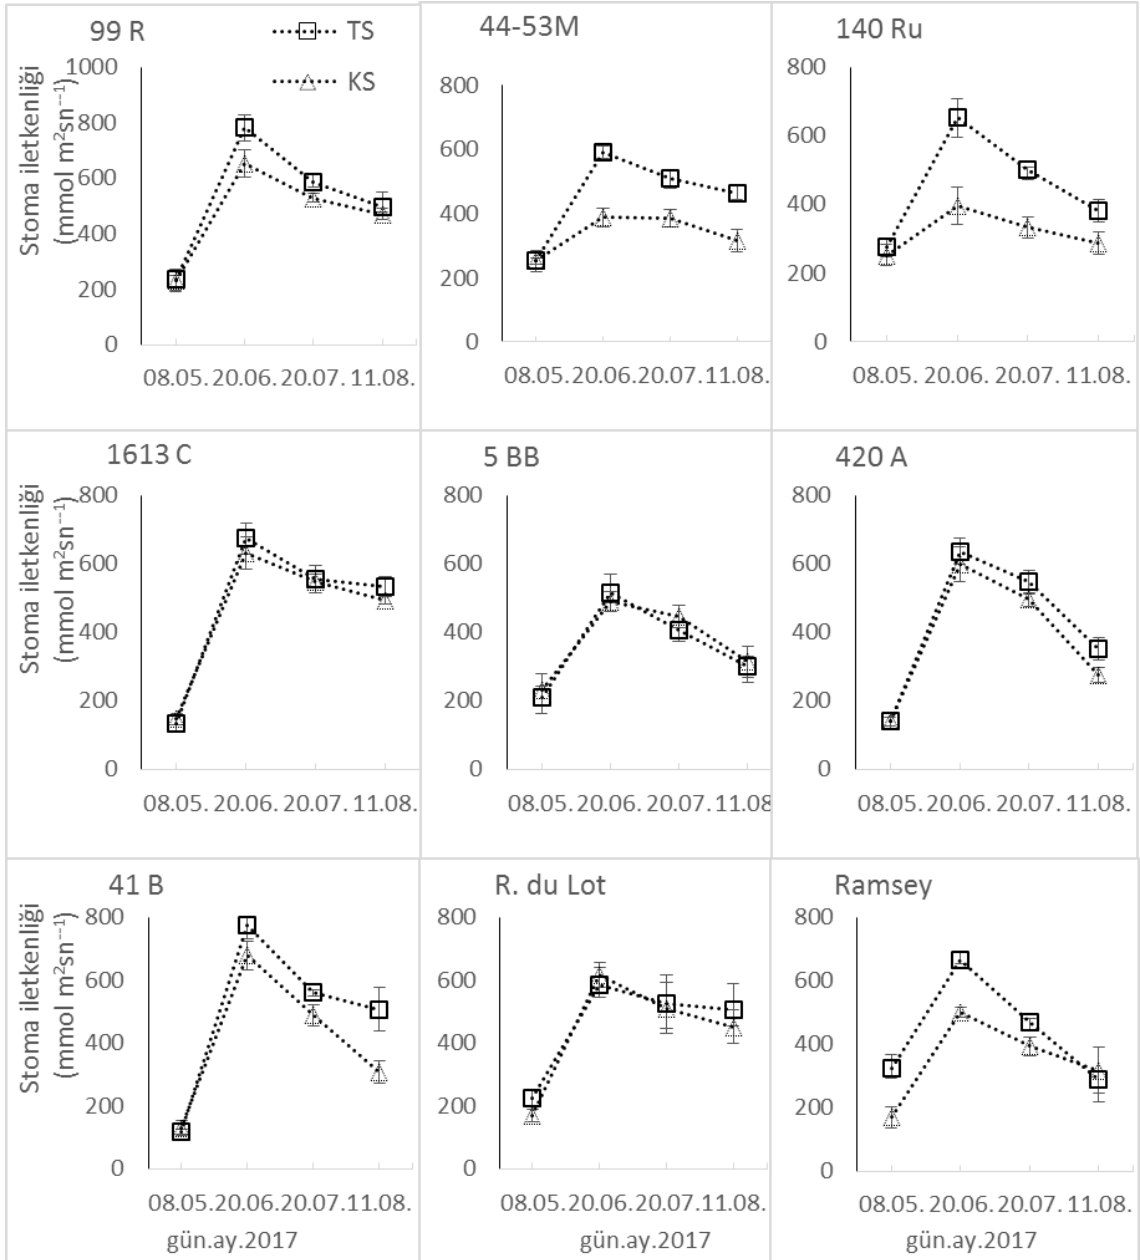 99 R
TS
KS
Stoma iletkenliği
(mmol m²sn⁻⁻¹)
1000
800
600
400
200
0
08.05. 20.06. 20.07. 11.08.
44-53M
800
600
400
200
0
08.05. 20.06. 20.07. 11.08.
140 Ru
800
600
400
200
0
08.05. 20.06. 20.07. 11.08.
1613 C
Stoma iletkenliği
(mmol m²sn⁻⁻¹)
800
600
400
200
0
08.05. 20.06. 20.07. 11.08.
5 BB
800
600
400
200
0
08.05. 20.06. 20.07. 11.08
420 A
800
600
400
200
0
08.05. 20.06. 20.07. 11.08.
41 B
Stoma iletkenliği
(mmol m²sn⁻⁻¹)
800
600
400
200
0
08.05. 20.06. 20.07. 11.08.
gün.ay.2017
R. du Lot
800
600
400
200
0
08.05. 20.06. 20.07. 11.08.
gün.ay.2017
Ramsey
800
600
400
200
0
08.05. 20.06. 20.07. 11.08.
gün.ay.2017